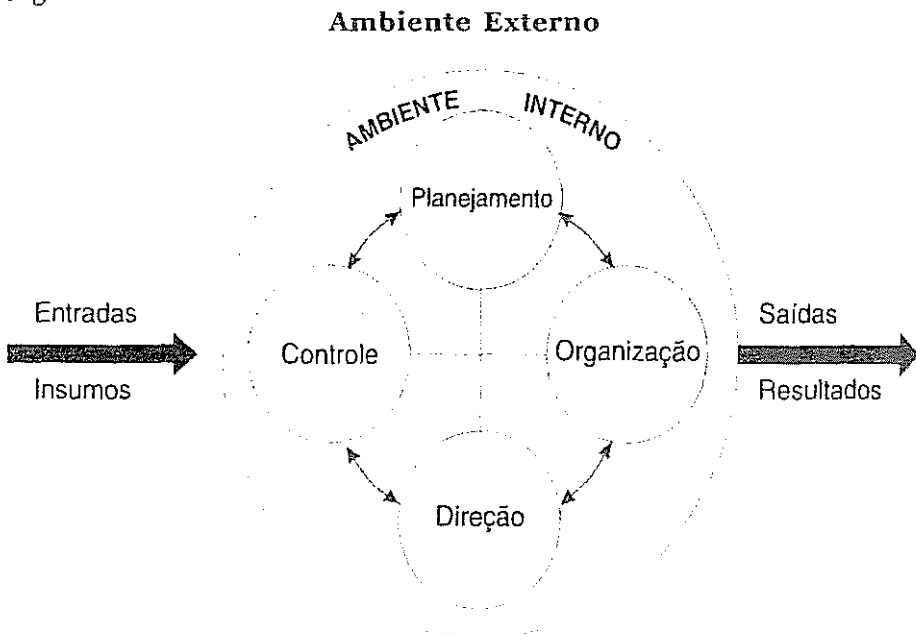 Ambiente Externo
AMBIENTE INTERNO
Planejamento
Entradas
Insumos
Controle
Organização
Saídas
Resultados
Direção